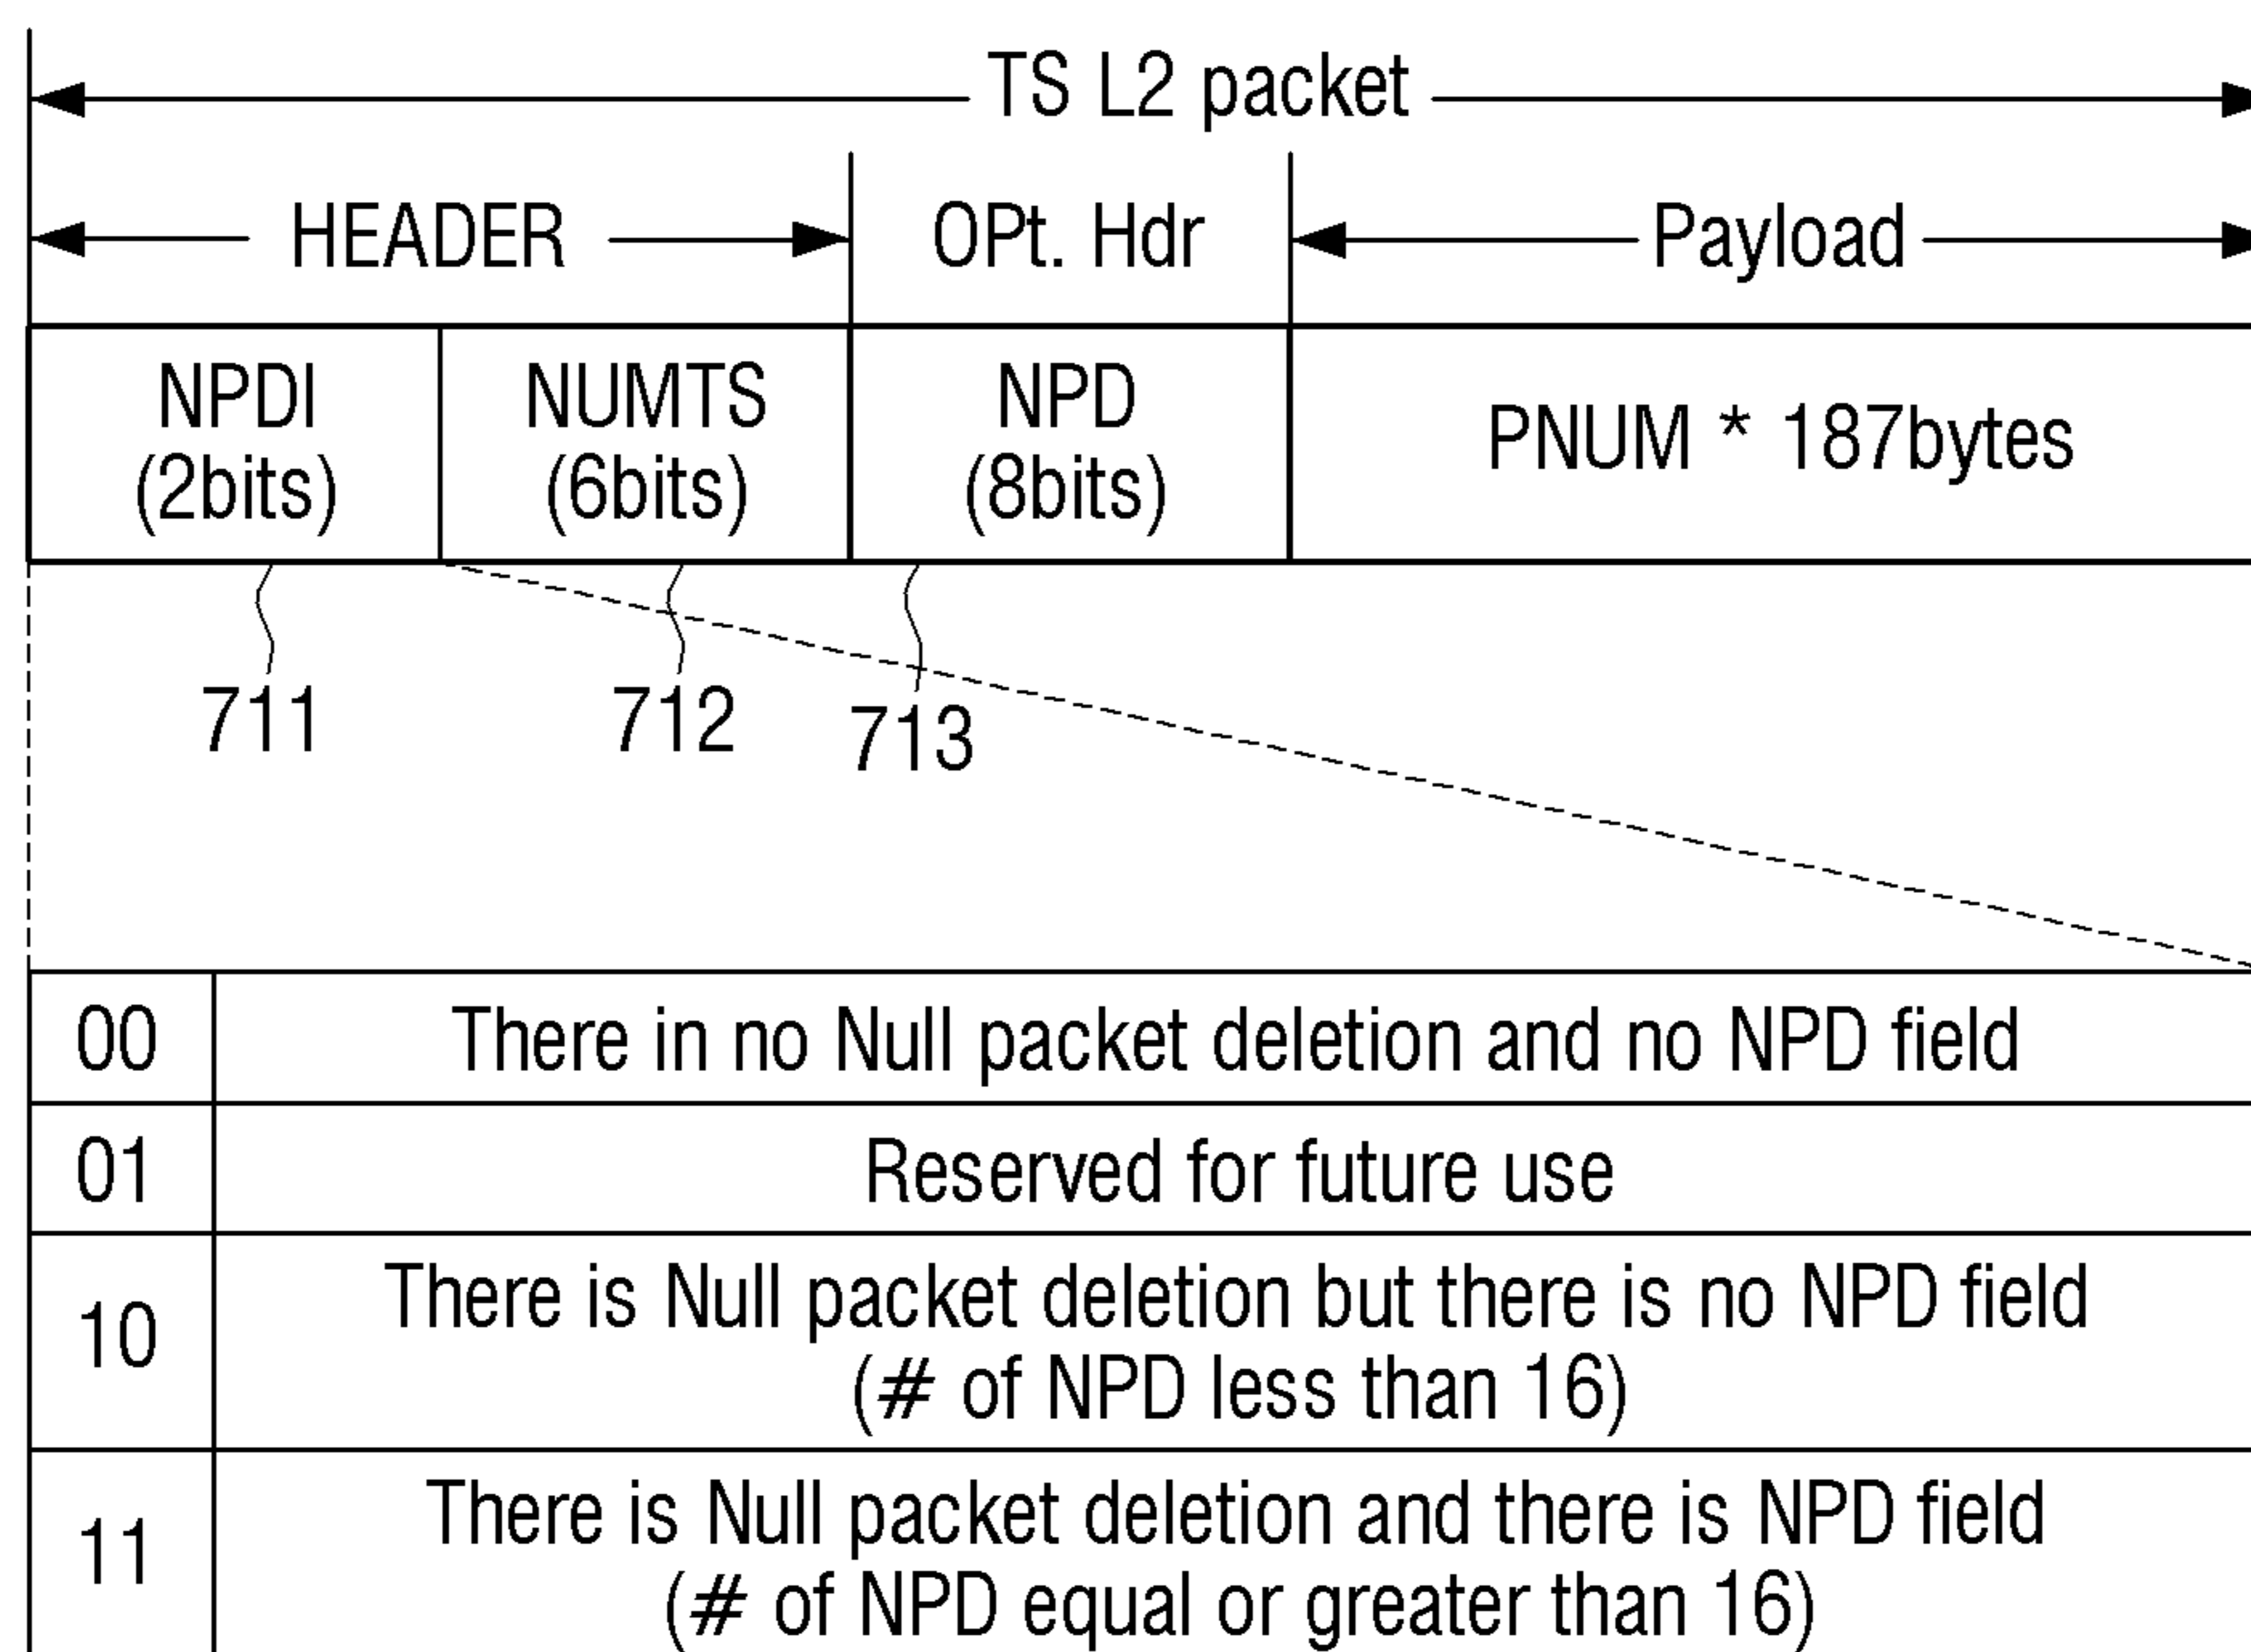 TS L2 packet
HEADER
OPt. Hdr
Payload
NPDI
(2bits)
NUMTS
(6bits)
NPD
(8bits)
PNUM * 187bytes
711
712
713
00
There in no Null packet deletion and no NPD field
01
Reserved for future use
10
There is Null packet deletion but there is no NPD field
(# of NPD less than 16)
11
There is Null packet deletion and there is NPD field
(# of NPD equal or greater than 16)